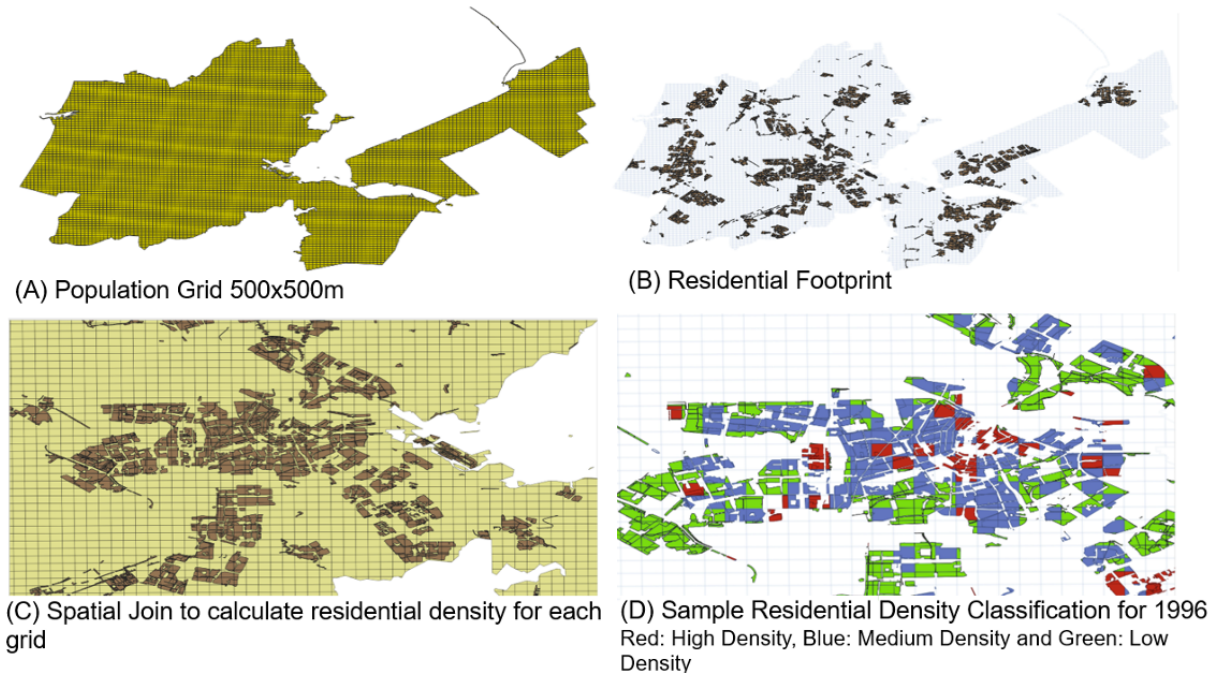 (A) Population Grid 500x500m
(B) Residential Footprint
(C) Spatial Join to calculate residential density for each
grid
(D) Sample Residential Density Classification for 1996
Red: High Density, Blue: Medium Density and Green: Low
Density